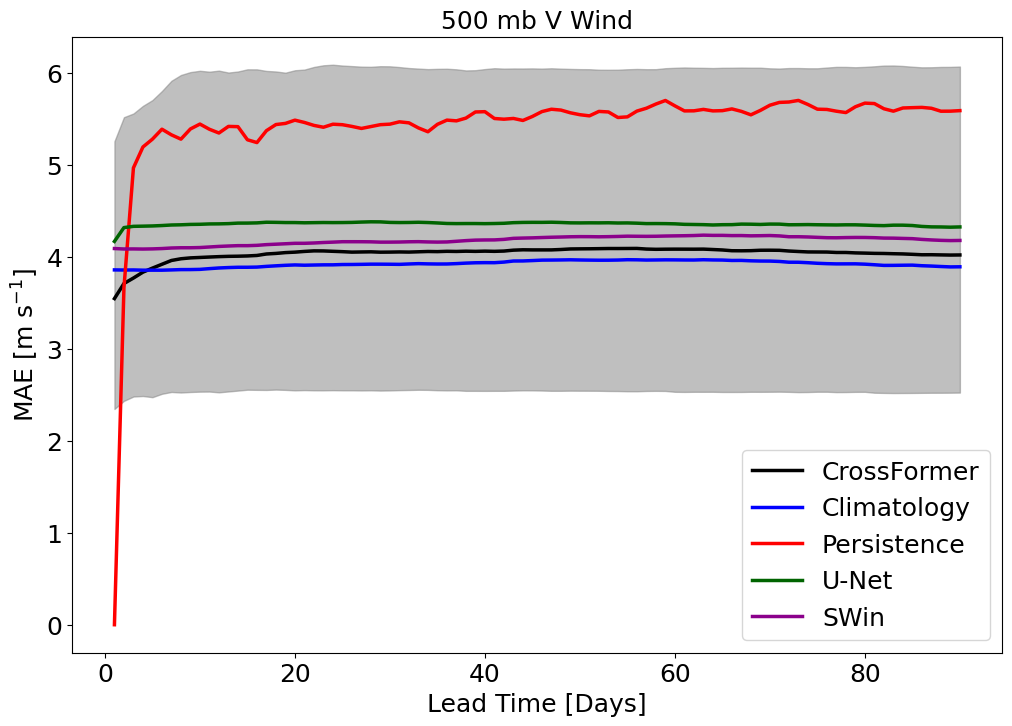 500 mb V Wind
MAE [m s⁻¹]
6
5
4
3
2
1
0
0 20 40 60 80
Lead Time [Days]
CrossFormer
Climatology
Persistence
U-Net
SWin